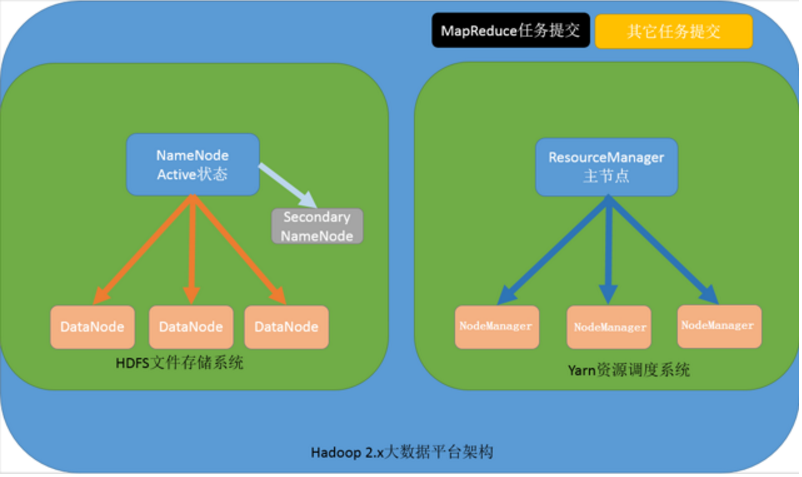 MapReduce任务提交
其它任务提交
NameNode
Active状态
Secondary
NameNode
DataNode
DataNode
DataNode
HDFS文件存储系统
ResourceManager
主节点
NodeManager
NodeManager
NodeManager
Yarn资源调度系统
Hadoop 2.x大数据平台架构